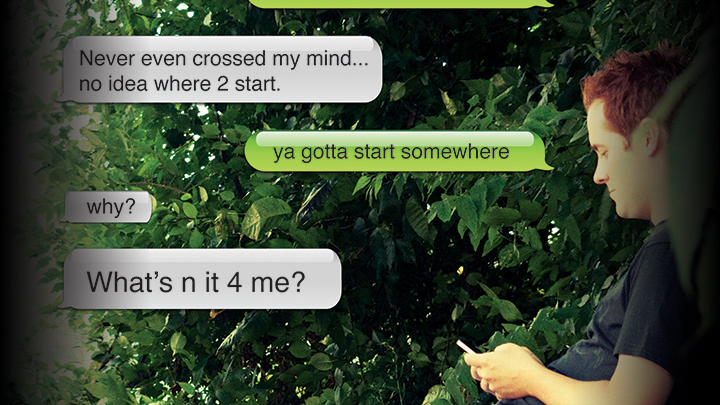 Never even crossed my mind...
no idea where 2 start.
ya gotta start somewhere
why?
What's n it 4 me?